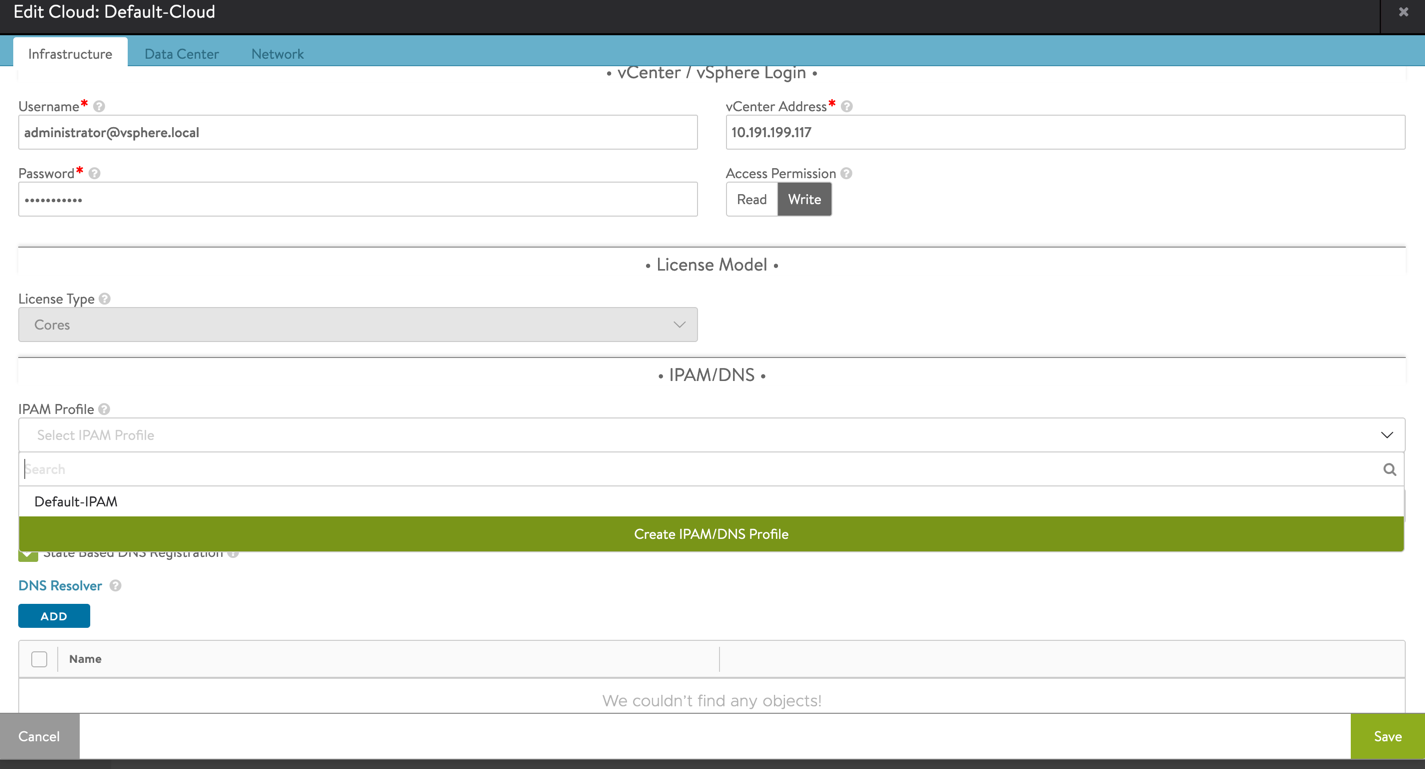 Edit Cloud: Default-Cloud
Infrastructure Data Center Network
• vCenter / vSphere Login •
Username* vCenter Address*
administrator@vsphere.local 10.191.199.117
Password* Access Permission
••••••••••• Read Write
• License Model •
License Type
Cores
• IPAM/DNS •
IPAM Profile
Select IPAM Profile
Search
Default-IPAM
Create IPAM/DNS Profile
State Based DNS Registration
DNS Resolver
ADD
Name
We couldn't find any objects!
Cancel Save